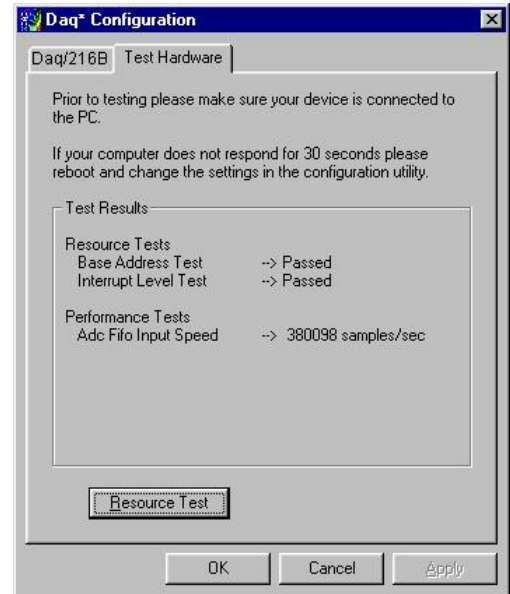 Daq* Configuration
Daq/216B Test Hardware
Prior to testing please make sure your device is connected to
the PC.
If your computer does not respond for 30 seconds please
reboot and change the settings in the configuration utility.
Test Results
Resource Tests
Base Address Test --> Passed
Interrupt Level Test --> Passed
Performance Tests
Adc Fifo Input Speed --> 380098 samples/sec
Resource Test
OK Cancel Apply